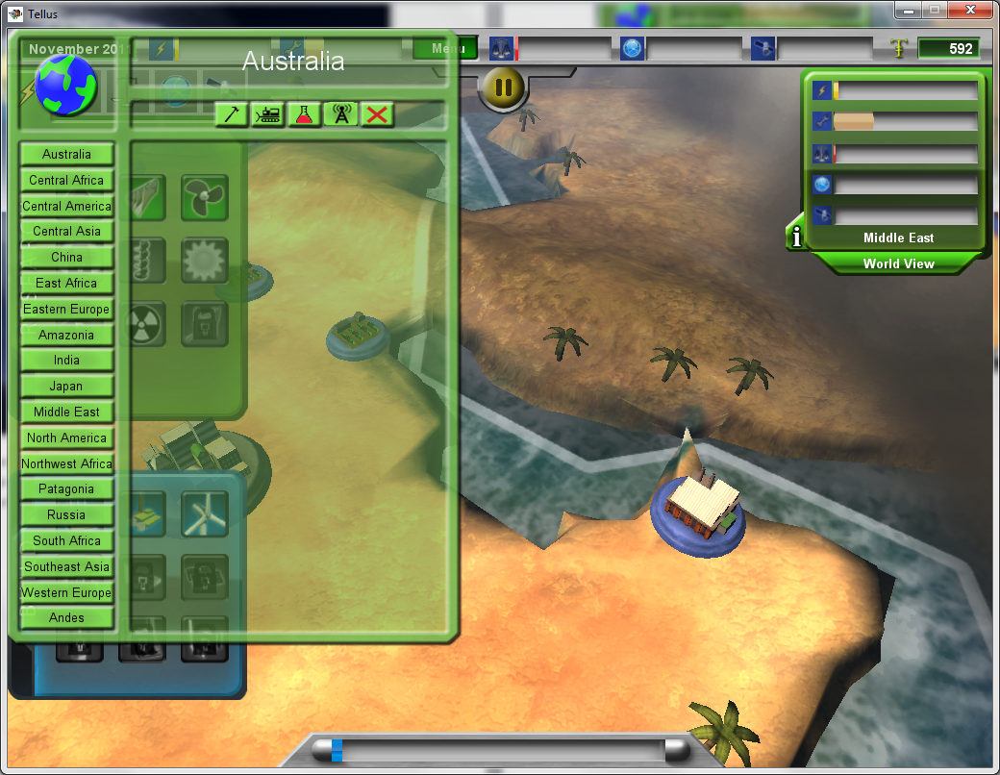 Tellus
November 2011
Menu
592
Australia
Australia
Central Africa
Central America
Central Asia
China
East Africa
Eastern Europe
Amazonia
India
Japan
Middle East
North America
Northwest Africa
Patagonia
Russia
South Africa
Southeast Asia
Western Europe
Andes
i
Middle East
World View